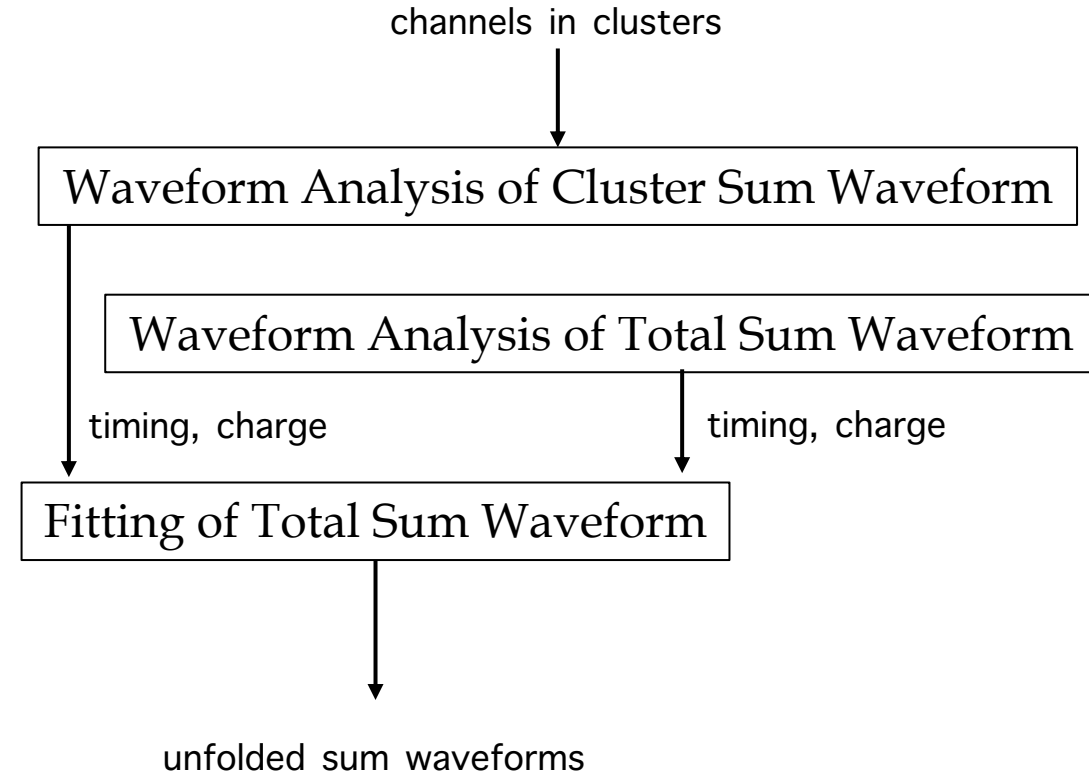 channels in clusters
Waveform Analysis of Cluster Sum Waveform
Waveform Analysis of Total Sum Waveform
timing, charge
timing, charge
Fitting of Total Sum Waveform
unfolded sum waveforms